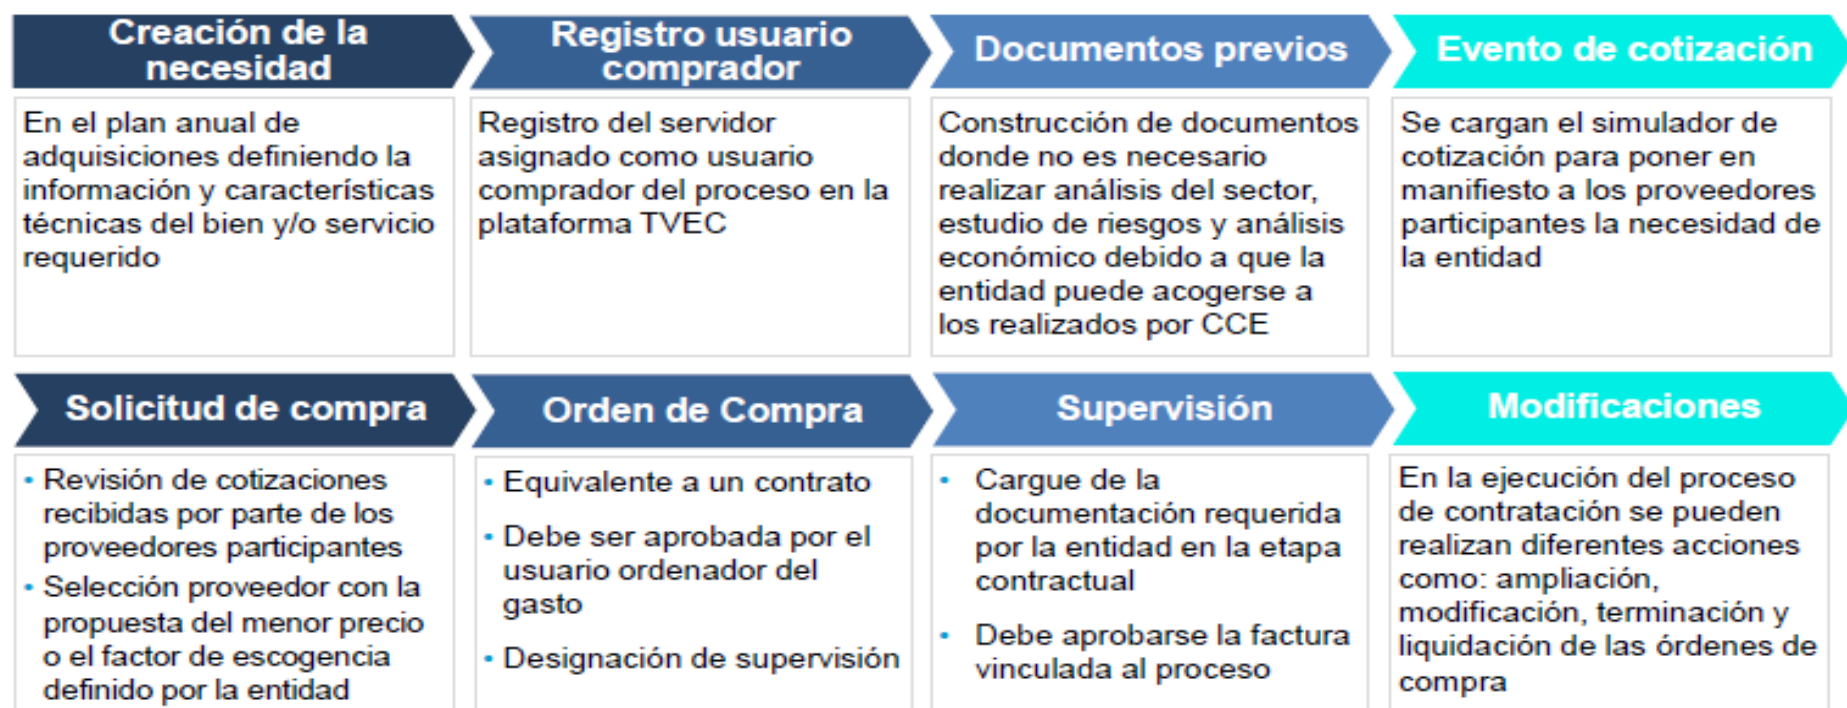 Creación de la
necesidad
En el plan anual de
adquisiciones definiendo la
información y características
técnicas del bien y/o servicio
requerido
Registro usuario
comprador
Registro del servidor
asignado como usuario
comprador del proceso en la
plataforma TVEC
Documentos previos
Construcción de documentos
donde no es necesario
realizar análisis del sector,
estudio de riesgos y análisis
económico debido a que la
entidad puede acogerse a
los realizados por CCE
Evento de cotización
Se cargan el simulador de
cotización para poner en
manifiesto a los proveedores
participantes la necesidad de
la entidad
Solicitud de compra
• Revisión de cotizaciones
recibidas por parte de los
proveedores participantes
• Selección proveedor con la
propuesta del menor precio
o el factor de escogencia
definido por la entidad
Orden de Compra
• Equivalente a un contrato
• Debe ser aprobada por el
usuario ordenador del
gasto
• Designación de supervisión
Supervisión
• Cargue de la
documentación requerida
por la entidad en la etapa
contractual
• Debe aprobarse la factura
vinculada al proceso
Modificaciones
En la ejecución del proceso
de contratación se pueden
realizan diferentes acciones
como: ampliación,
modificación, terminación y
liquidación de las órdenes de
compra